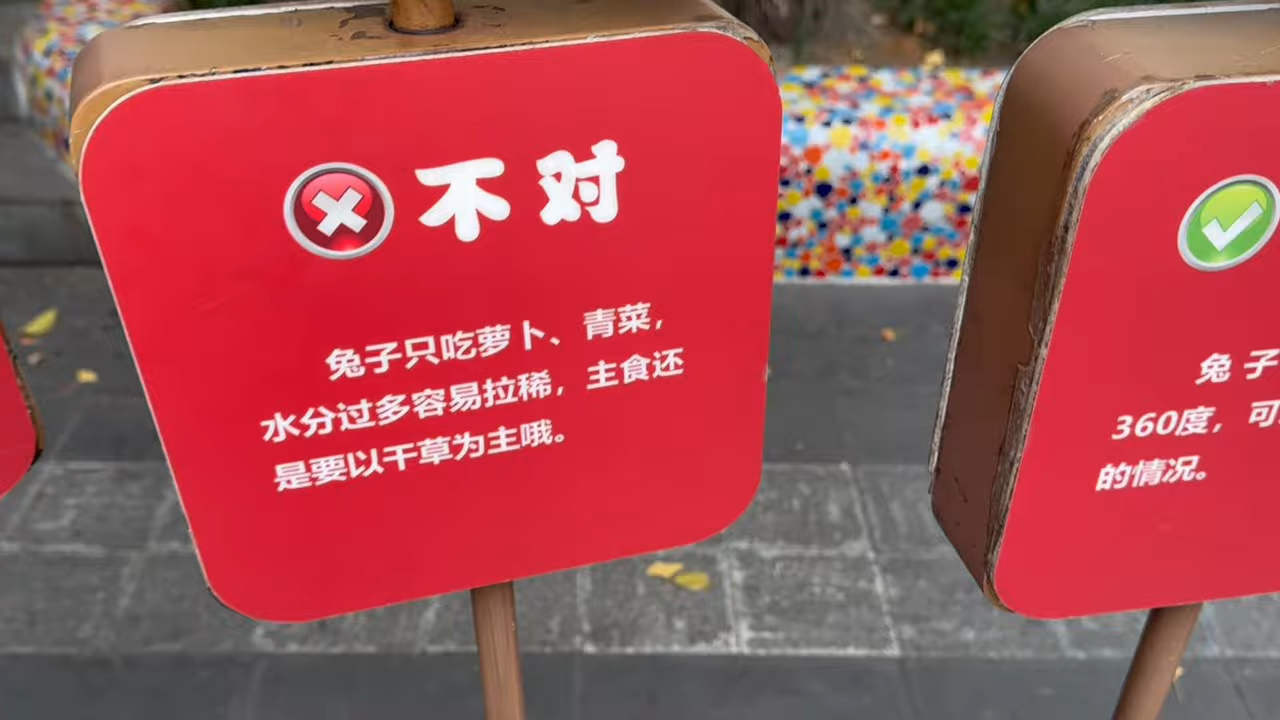 不对
兔子只吃萝卜、青菜，
水分过多容易拉稀，主食还
是要以干草为主哦。
兔子
360度，可
的情况。